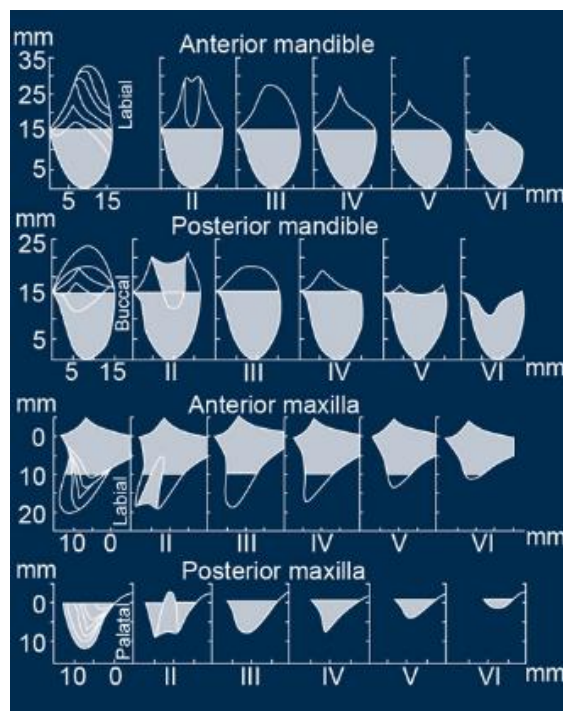 Anterior mandible
mm
35
25
15
5
Labial
5 15 II III IV V VI mm
Posterior mandible
mm
25
15
5
Buccal
5 15 II III IV V VI mm
Anterior maxilla
mm
0
10
20
Labial
10 0 II III IV V VI mm
Posterior maxilla
mm
0
10
Palatal
10 0 II III IV V VI mm